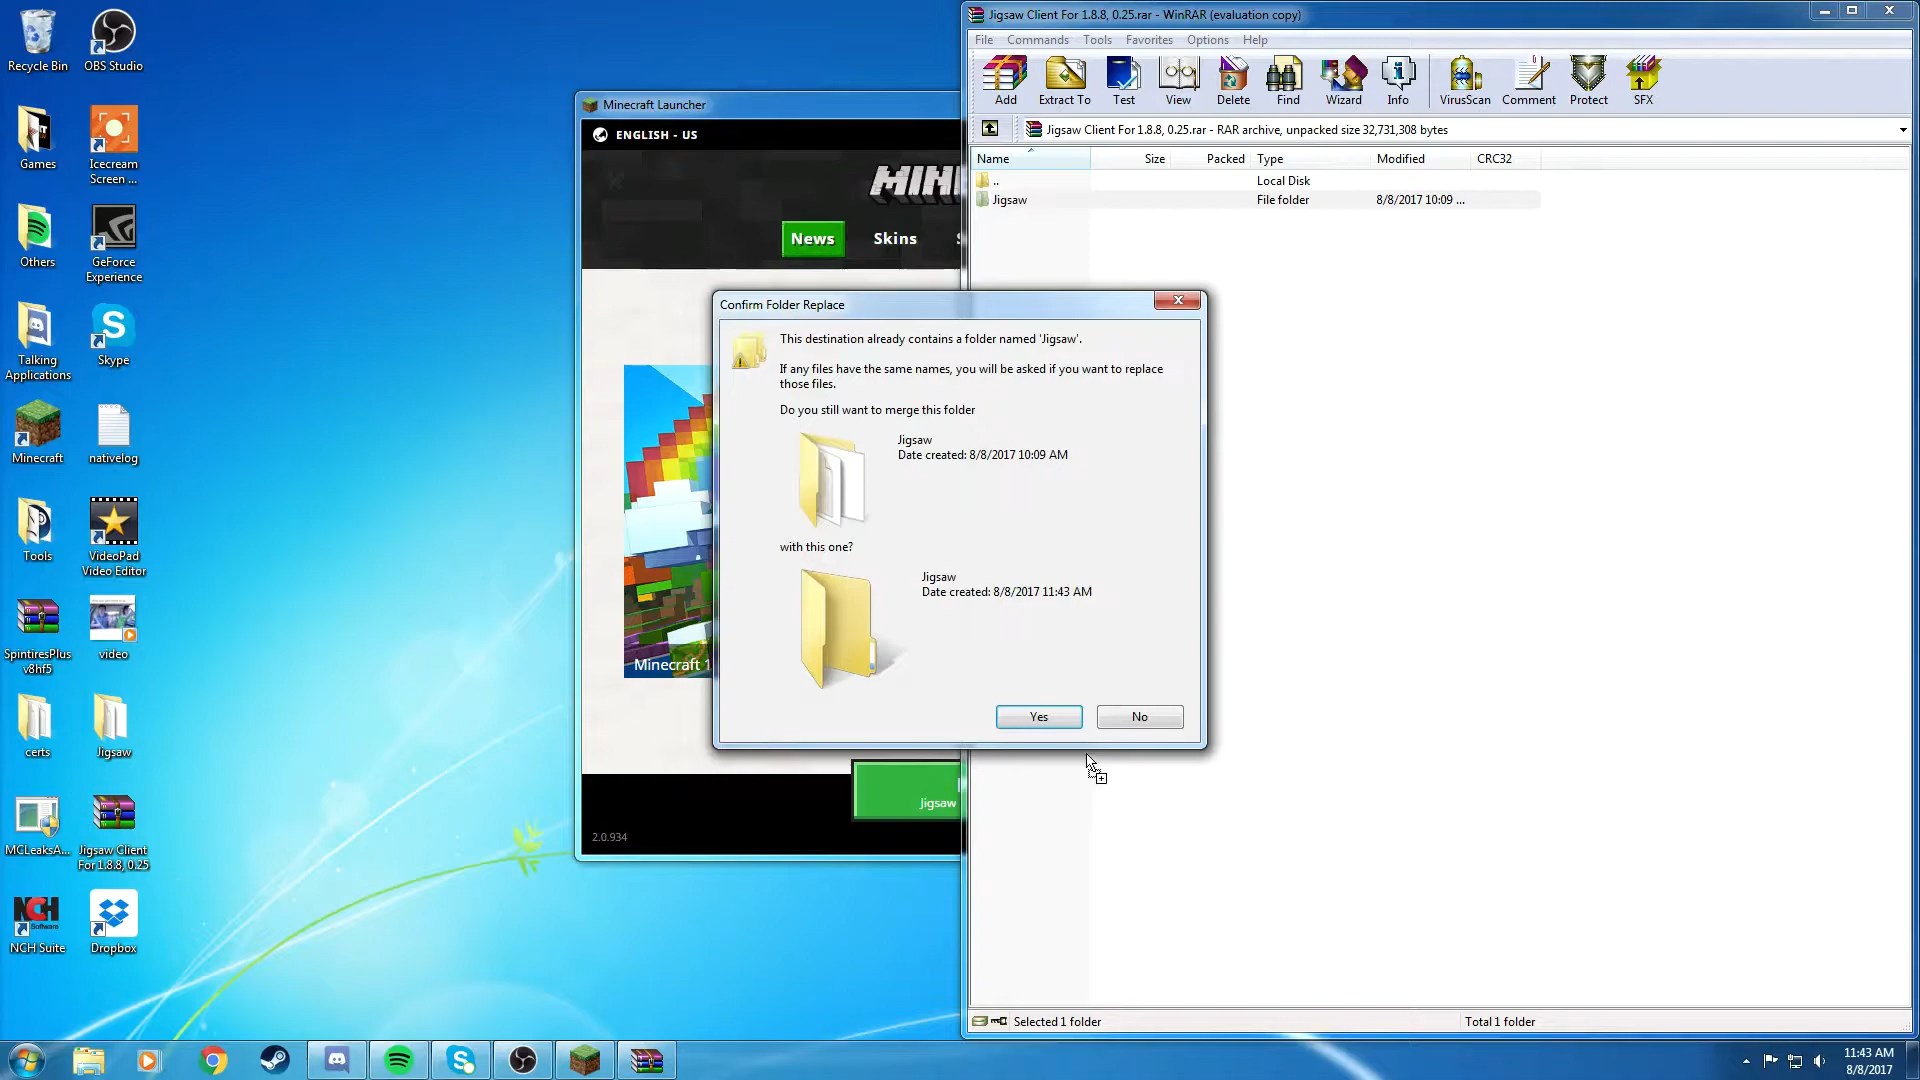 Recycle Bin
OBS Studio
Games
Icecream
Screen ...
Others
GeForce
Experience
Talking
Applications
Skype
Minecraft
nativelog
Tools
VideoPad
Video Editor
SpintiresPlus
v8hf5
video
certs
Jigsaw
MCLeaksA...
Jigsaw Client
For 1.8.8, 0.25
NCH
Software
NCH Suite
Dropbox
Minecraft Launcher
ENGLISH - US
MIN
News
Skins
Minecraft 1
Jigsaw
2.0.934
Jigsaw Client For 1.8.8, 0.25.rar - WinRAR (evaluation copy)
File Commands Tools Favorites Options Help
Add Extract To Test View Delete Find Wizard Info VirusScan Comment Protect SFX
Jigsaw Client For 1.8.8, 0.25.rar - RAR archive, unpacked size 32,731,308 bytes
Name Size Packed Type Modified CRC32
.. Local Disk
Jigsaw File folder 8/8/2017 10:09 ...
Confirm Folder Replace
This destination already contains a folder named 'Jigsaw'.
If any files have the same names, you will be asked if you want to replace
those files.
Do you still want to merge this folder
Jigsaw
Date created: 8/8/2017 10:09 AM
with this one?
Jigsaw
Date created: 8/8/2017 11:43 AM
Yes No
Selected 1 folder
Total 1 folder
11:43 AM
8/8/2017